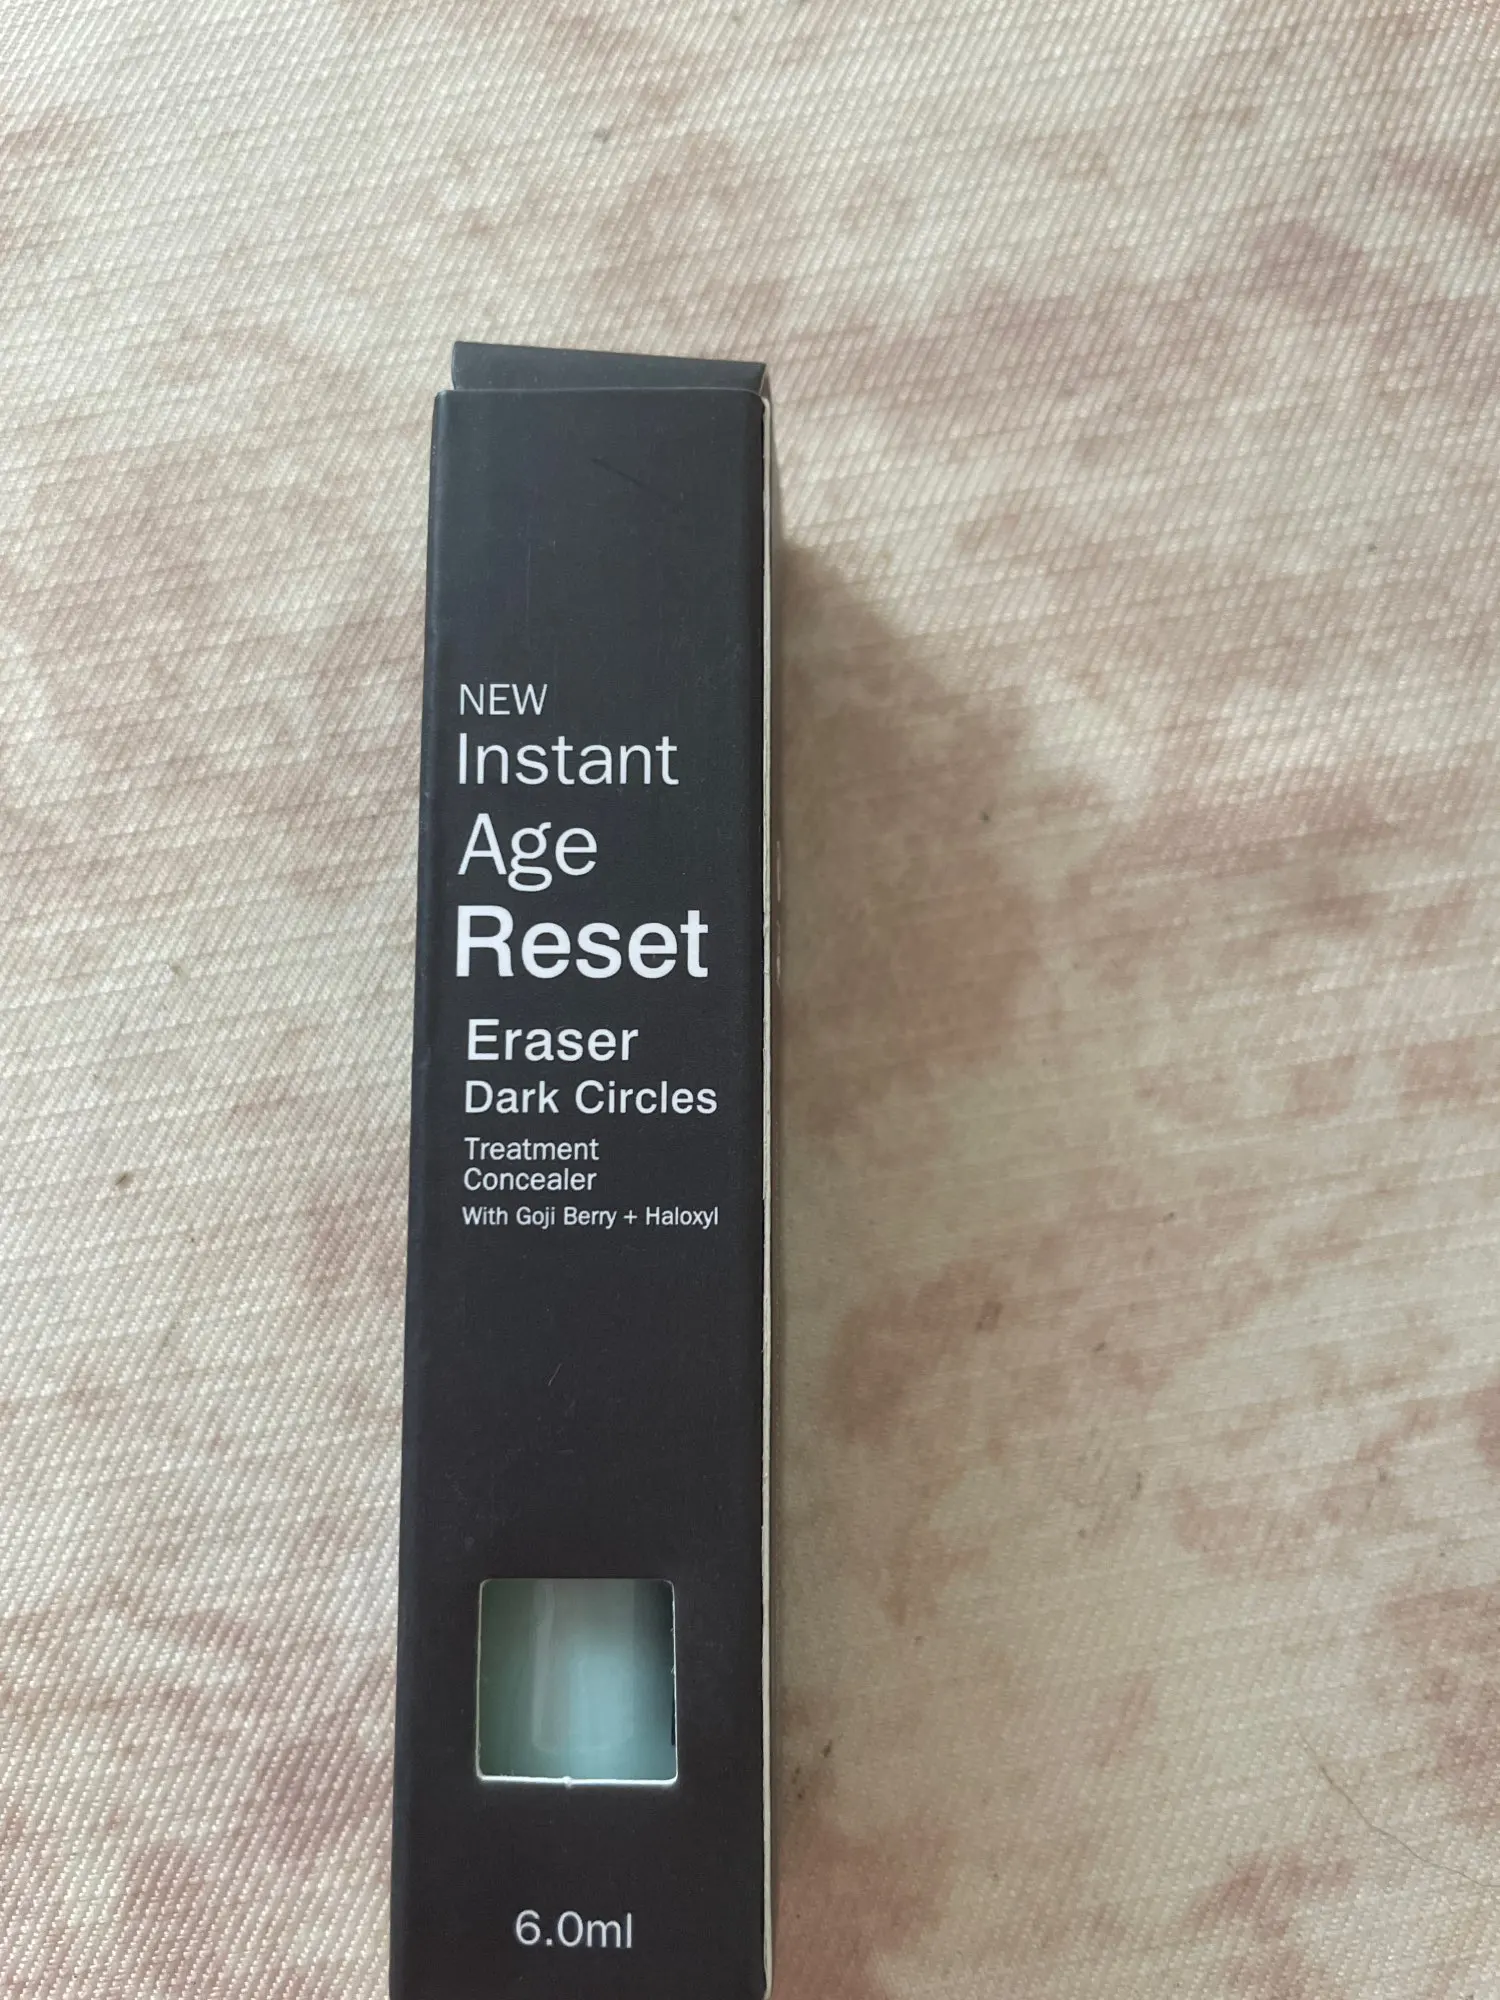 NEW
Instant
Age
Reset
Eraser
Dark Circles
Treatment
Concealer
With Goji Berry + Haloxyl
6.0ml